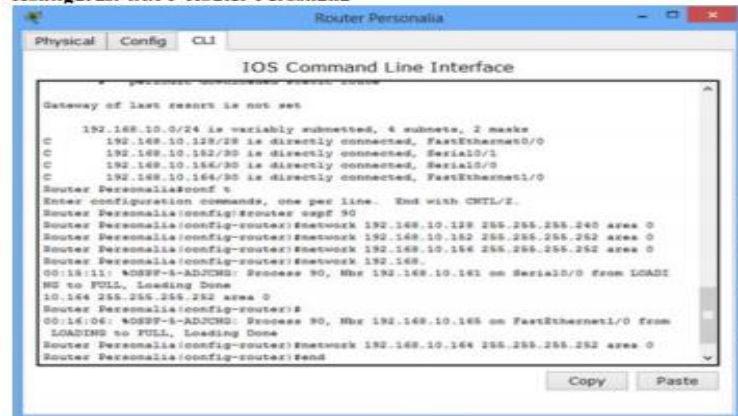 Router Personalia
Physical Config CLI
IOS Command Line Interface
Gateway of last resort is not set
192.168.10.0/24 is variably subnetted, 4 subnets, 2 masks
C 192.168.10.128/28 is directly connected, FastEthernet0/0
C 192.168.10.152/30 is directly connected, Serial0/1
C 192.168.10.156/30 is directly connected, Serial0/0
C 192.168.10.164/30 is directly connected, FastEthernet1/0
Router Personalia#conf t
Enter configuration commands, one per line. End with CNTL/Z.
Router Personalia(config)#router ospf 90
Router Personalia(config-router)#network 192.168.10.128 255.255.255.240 area 0
Router Personalia(config-router)#network 192.168.10.152 255.255.255.252 area 0
Router Personalia(config-router)#network 192.168.10.156 255.255.255.252 area 0
Router Personalia(config-router)#network 192.168.
00:15:11: %OSPF-5-ADJCHG: Process 90, Nbr 192.168.10.161 on Serial0/0 from LOADI
NG to FULL, Loading Done
10.164 255.255.255.252 area 0
Router Personalia(config-router)#
00:16:06: %OSPF-5-ADJCHG: Process 90, Nbr 192.168.10.165 on FastEthernet1/0 from
LOADING to FULL, Loading Done
Router Personalia(config-router)#network 192.168.10.164 255.255.255.252 area 0
Router Personalia(config-router)#end
Copy Paste